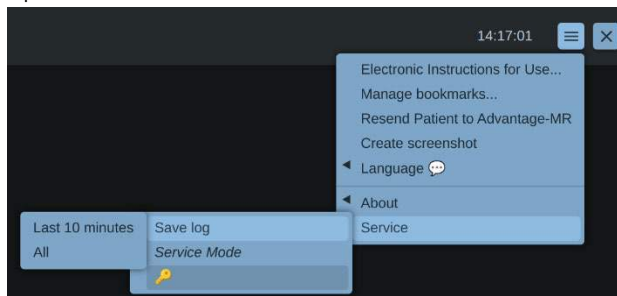 14:17:01
Electronic Instructions for Use...
Manage bookmarks...
Resend Patient to Advantage-MR
Create screenshot
Language 💬
About
Service
Save log
Service Mode
🔑
Last 10 minutes
All